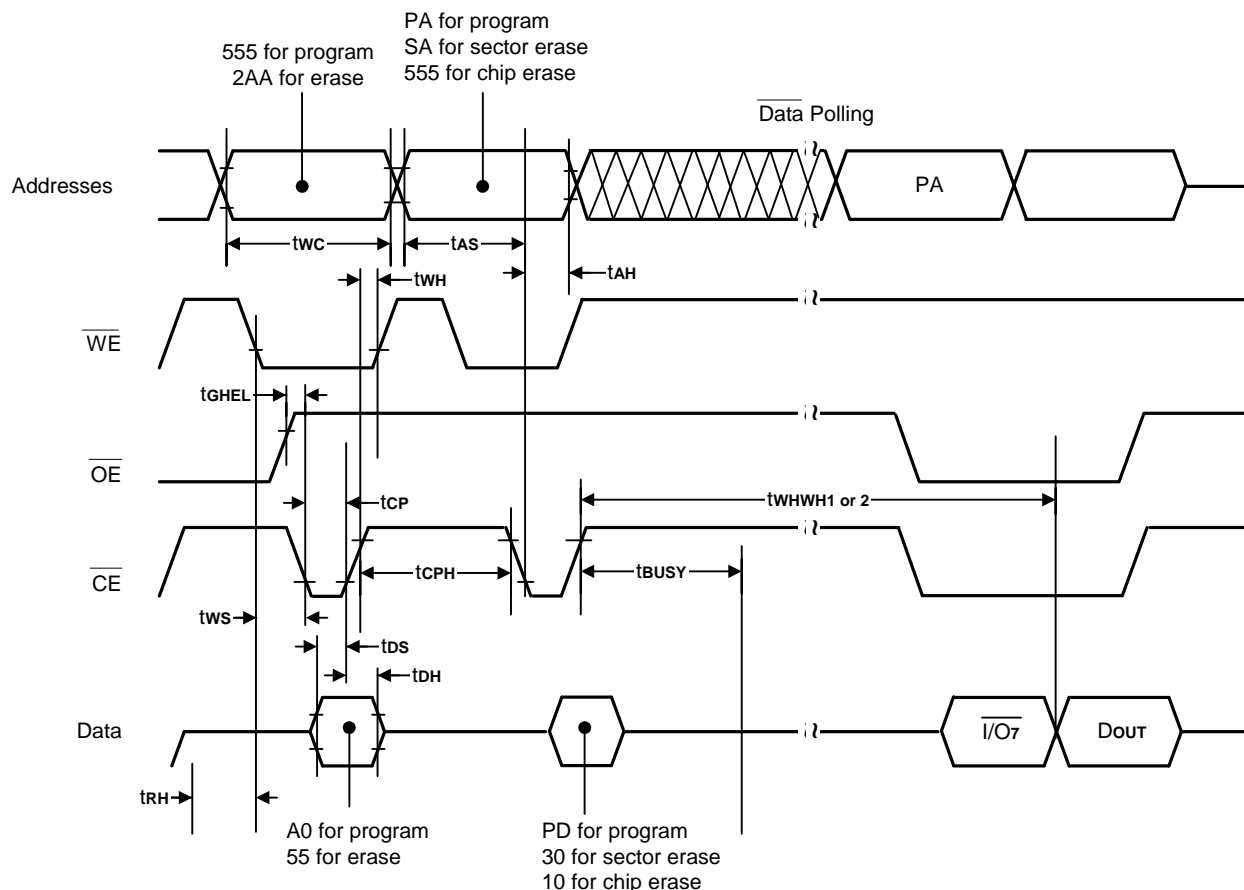 PA for program
SA for sector erase
555 for chip erase
555 for program
2AA for erase
Data Polling
Addresses
PA
tWC
tAS
tWH
tAH
WE
tGHEL
OE
tCP
tWHWH1 or 2
CE
tCPH
tBUSY
tWS
tDS
tDH
Data
I/O7
DOUT
tRH
A0 for program
55 for erase
PD for program
30 for sector erase
10 for chip erase